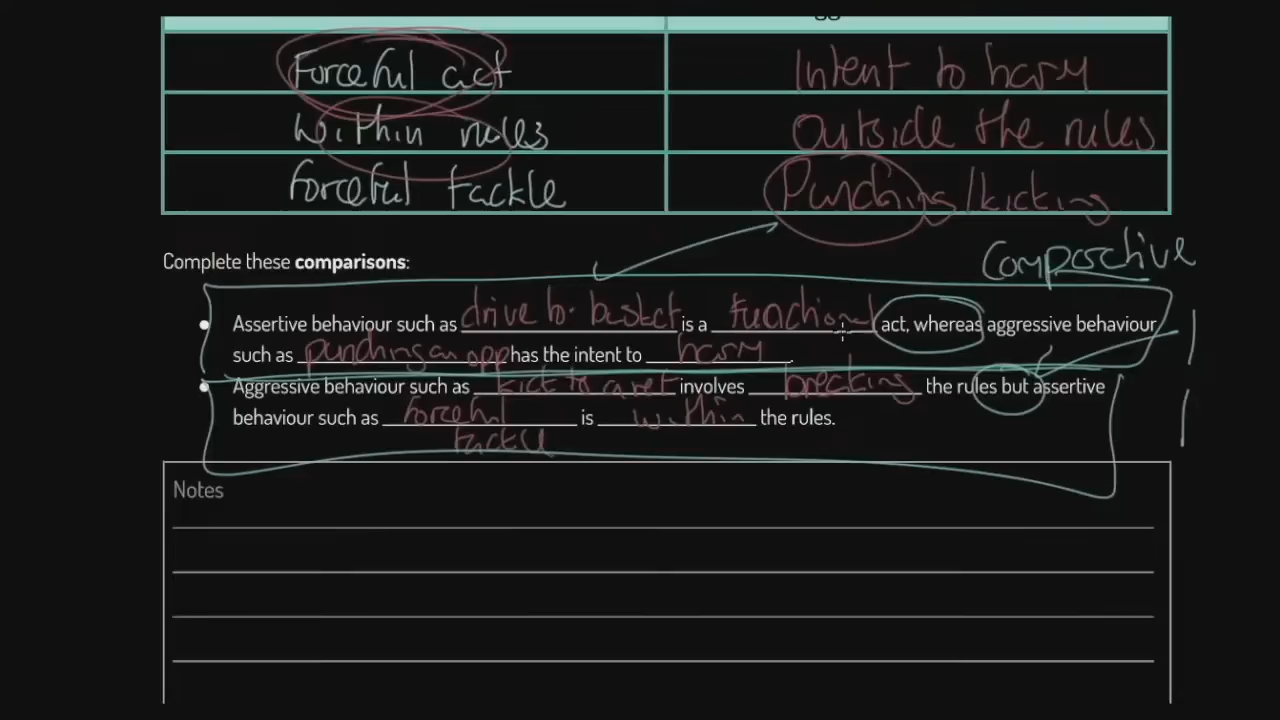 Forceful act Intent to harm
Within rules Outside the rules
Forceful tackle Punching/kicking
Complete these comparisons: Comparative
Assertive behaviour such as drive to basket is a functional act, whereas aggressive behaviour
such as punching an opp has the intent to harm.
Aggressive behaviour such as kick to involves breaking the rules but assertive
behaviour such as forceful is within the rules.
tackle
Notes